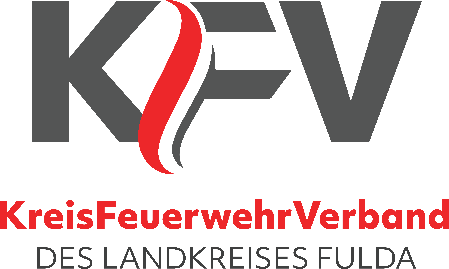 KFV
KreisFeuerwehrVerband
DES LANDKREISES FULDA